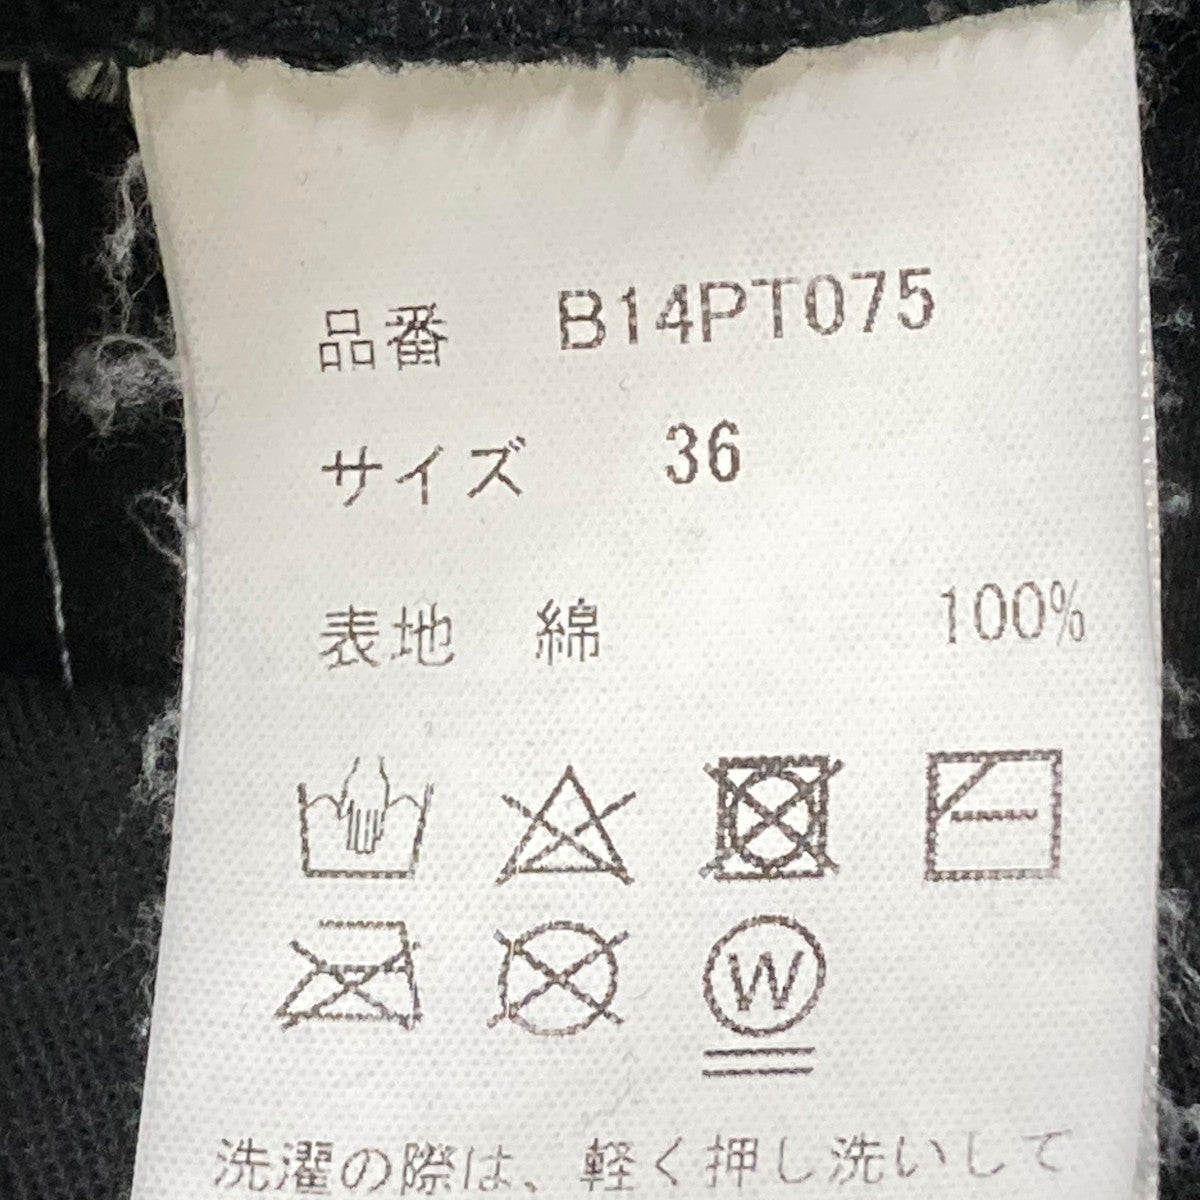 品番 B14PT075
サイズ 36
表地 綿 100%
W
洗濯の際は、軽く押し洗いして